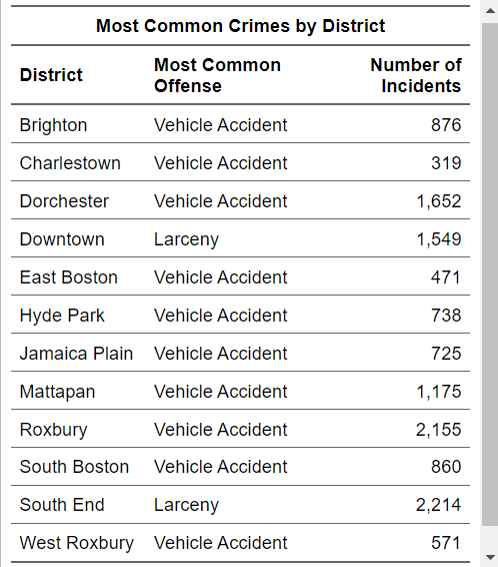 Most Common Crimes by District
District Most Common Offense Number of Incidents
Brighton Vehicle Accident 876
Charlestown Vehicle Accident 319
Dorchester Vehicle Accident 1,652
Downtown Larceny 1,549
East Boston Vehicle Accident 471
Hyde Park Vehicle Accident 738
Jamaica Plain Vehicle Accident 725
Mattapan Vehicle Accident 1,175
Roxbury Vehicle Accident 2,155
South Boston Vehicle Accident 860
South End Larceny 2,214
West Roxbury Vehicle Accident 571